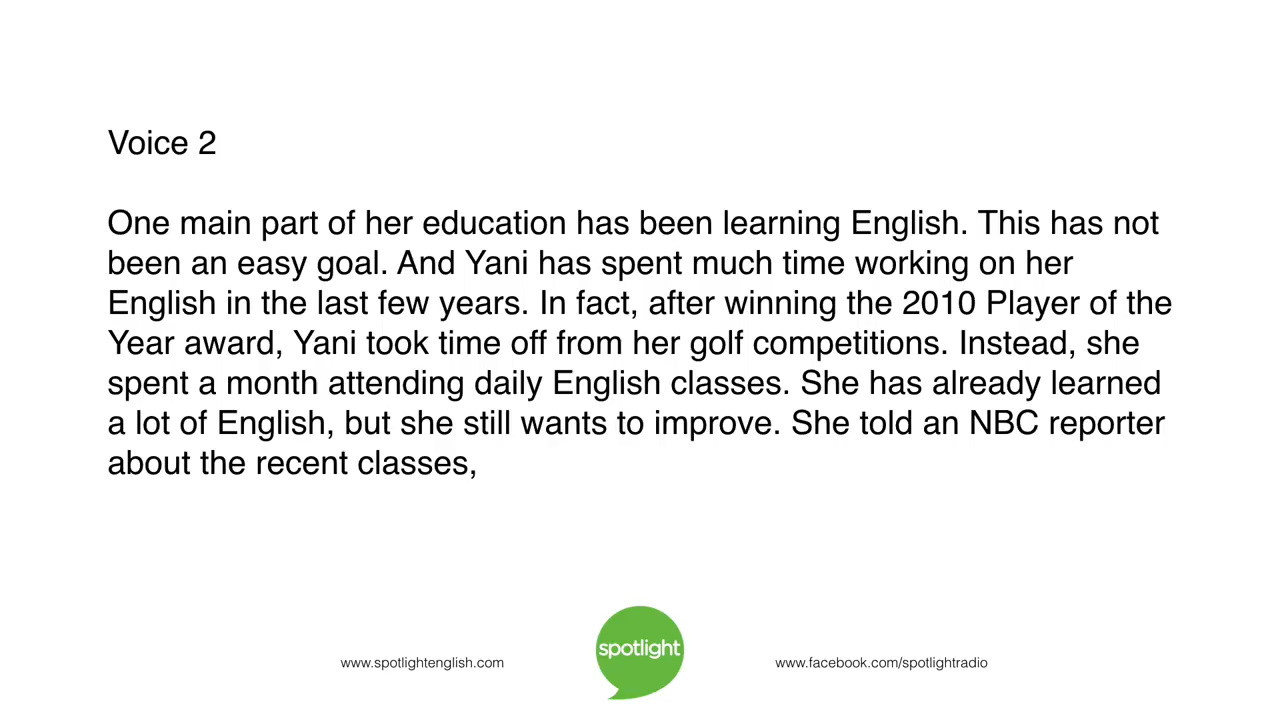 Voice 2
One main part of her education has been learning English. This has not
been an easy goal. And Yani has spent much time working on her
English in the last few years. In fact, after winning the 2010 Player of the
Year award, Yani took time off from her golf competitions. Instead, she
spent a month attending daily English classes. She has already learned
a lot of English, but she still wants to improve. She told an NBC reporter
about the recent classes,
www.spotlightenglish.com
spotlight
www.facebook.com/spotlightradio